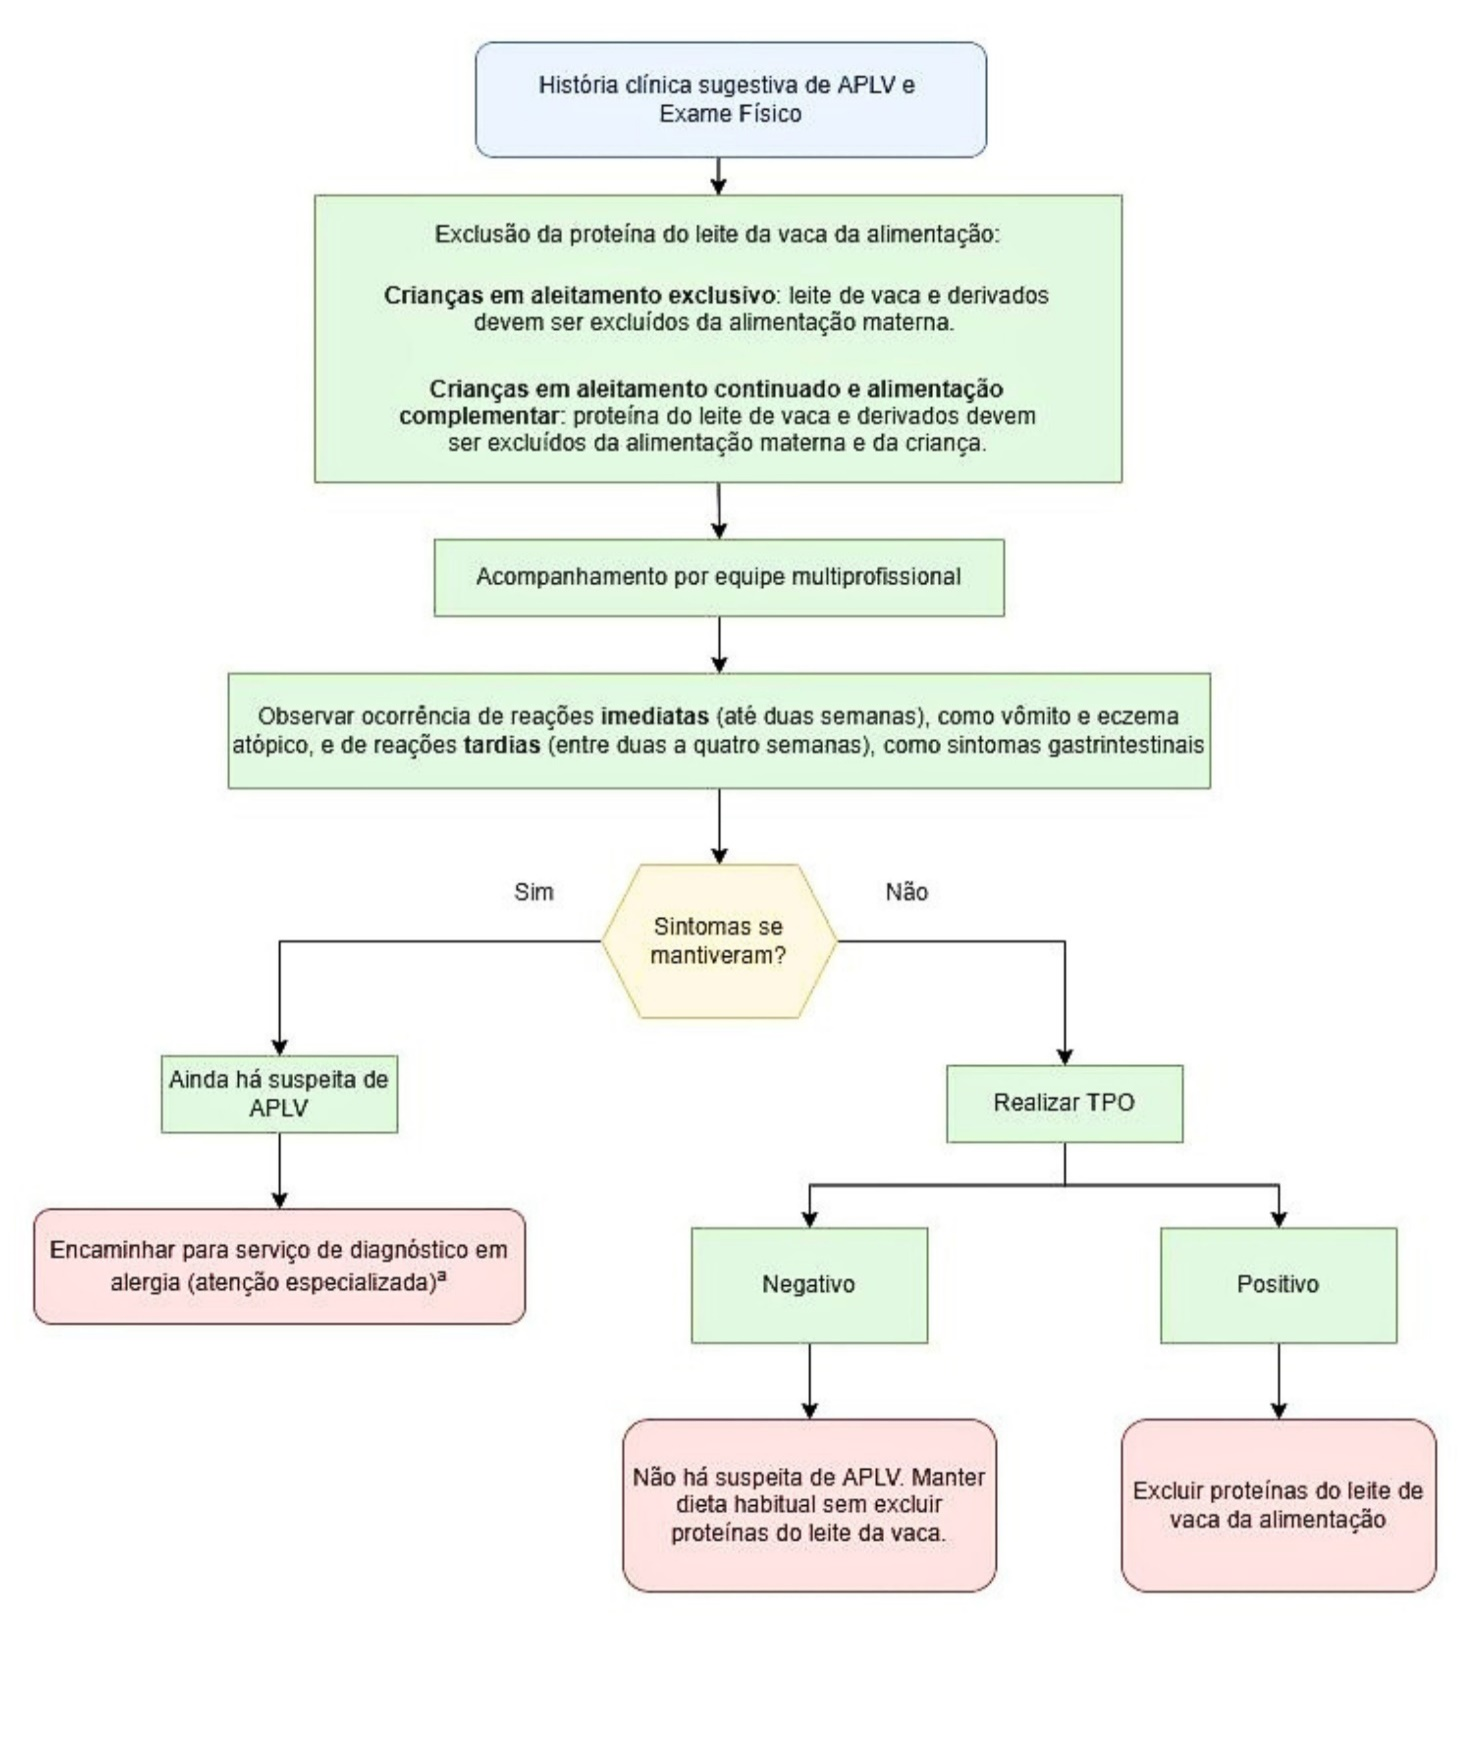 História clínica sugestiva de APLV e
Exame Físico
Exclusão da proteína do leite da vaca da alimentação:
Crianças em aleitamento exclusivo: leite de vaca e derivados
devem ser excluídos da alimentação materna.
Crianças em aleitamento continuado e alimentação
complementar: proteína do leite de vaca e derivados devem
ser excluídos da alimentação materna e da criança.
Acompanhamento por equipe multiprofissional
Observar ocorrência de reações imediatas (até duas semanas), como vômito e eczema
atópico, e de reações tardias (entre duas a quatro semanas), como sintomas gastrintestinais
Sim
Não
Sintomas se
mantiveram?
Ainda há suspeita de
APLV
Realizar TPO
Encaminhar para serviço de diagnóstico em
alergia (atenção especializada)ª
Negativo
Positivo
Não há suspeita de APLV. Manter
dieta habitual sem excluir
proteínas do leite da vaca.
Excluir proteínas do leite de
vaca da alimentação